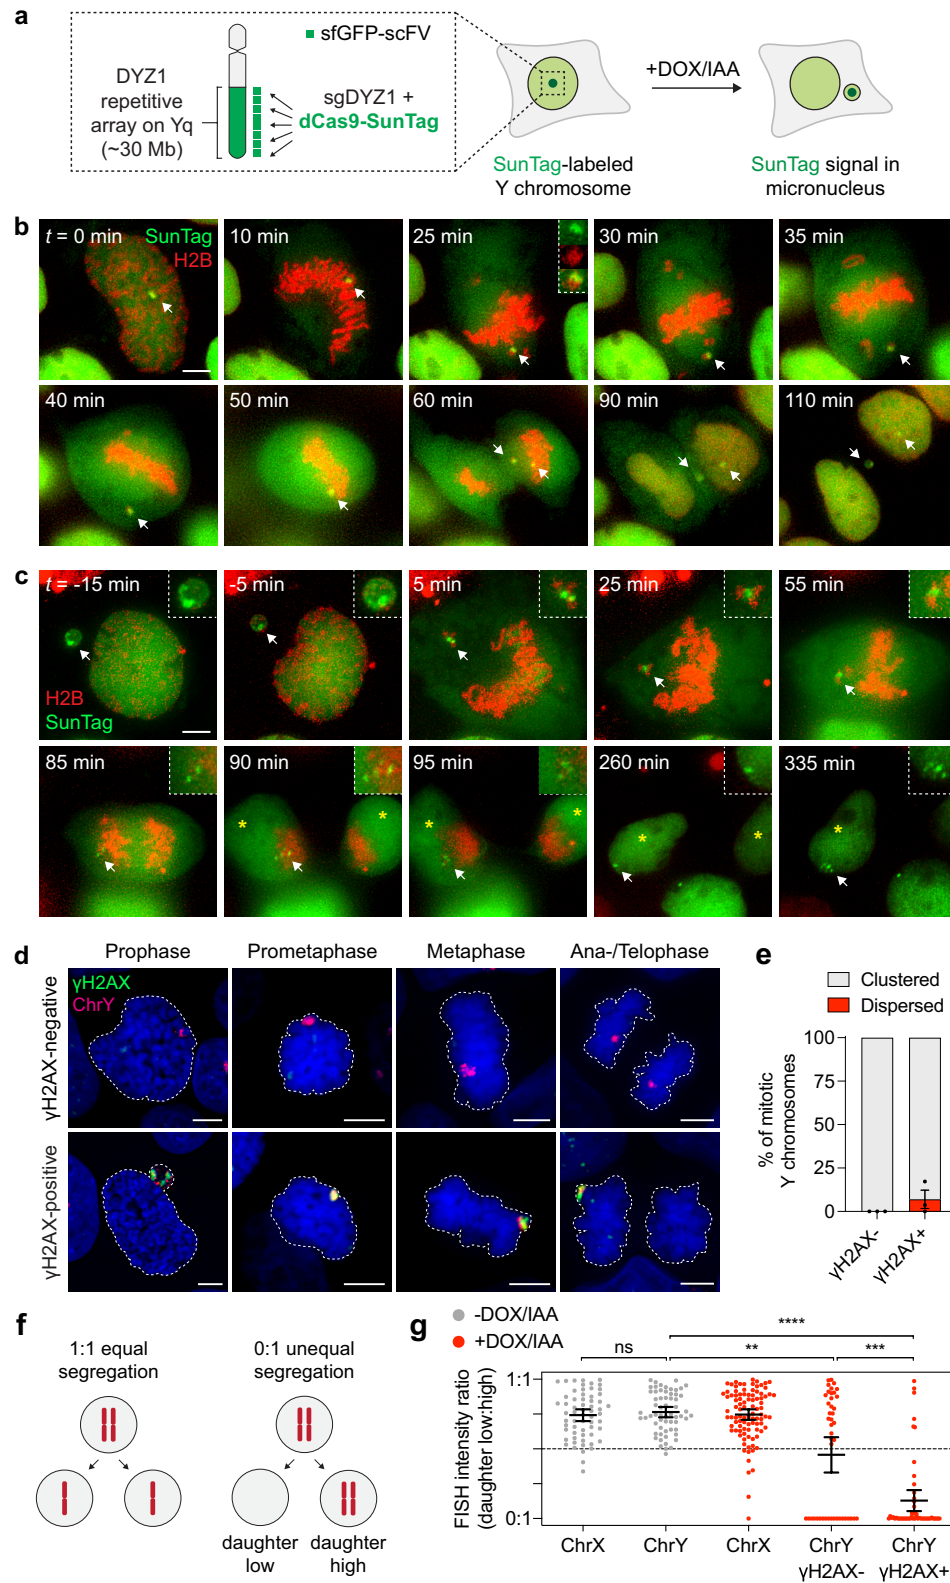 a
sfGFP-scFV
DYZ1
repetitive
array on Yq
(~30 Mb)
sgDYZ1 +
dCas9-SunTag
+DOX/IAA
SunTag-labeled
Y chromosome
SunTag signal in
micronucleus
b
t = 0 min
SunTag
H2B
10 min
25 min
30 min
35 min
40 min
50 min
60 min
90 min
110 min
c
t = -15 min
H2B
SunTag
-5 min
5 min
25 min
55 min
85 min
90 min
*
*
95 min
*
*
260 min
*
*
335 min
*
d
Prophase
Prometaphase
Metaphase
Ana-/Telophase
γH2AX-negative
γH2AX
ChrY
γH2AX-positive
e
Clustered
Dispersed
% of mitotic
Y chromosomes
100
75
50
25
0
γH2AX-
γH2AX+
f
1:1 equal
segregation
0:1 unequal
segregation
daughter
low
daughter
high
g
-DOX/IAA
+DOX/IAA
ns
****
**
***
FISH intensity ratio
(daughter low:high)
1:1
0:1
ChrX
ChrY
ChrX
ChrY
γH2AX-
ChrY
γH2AX+